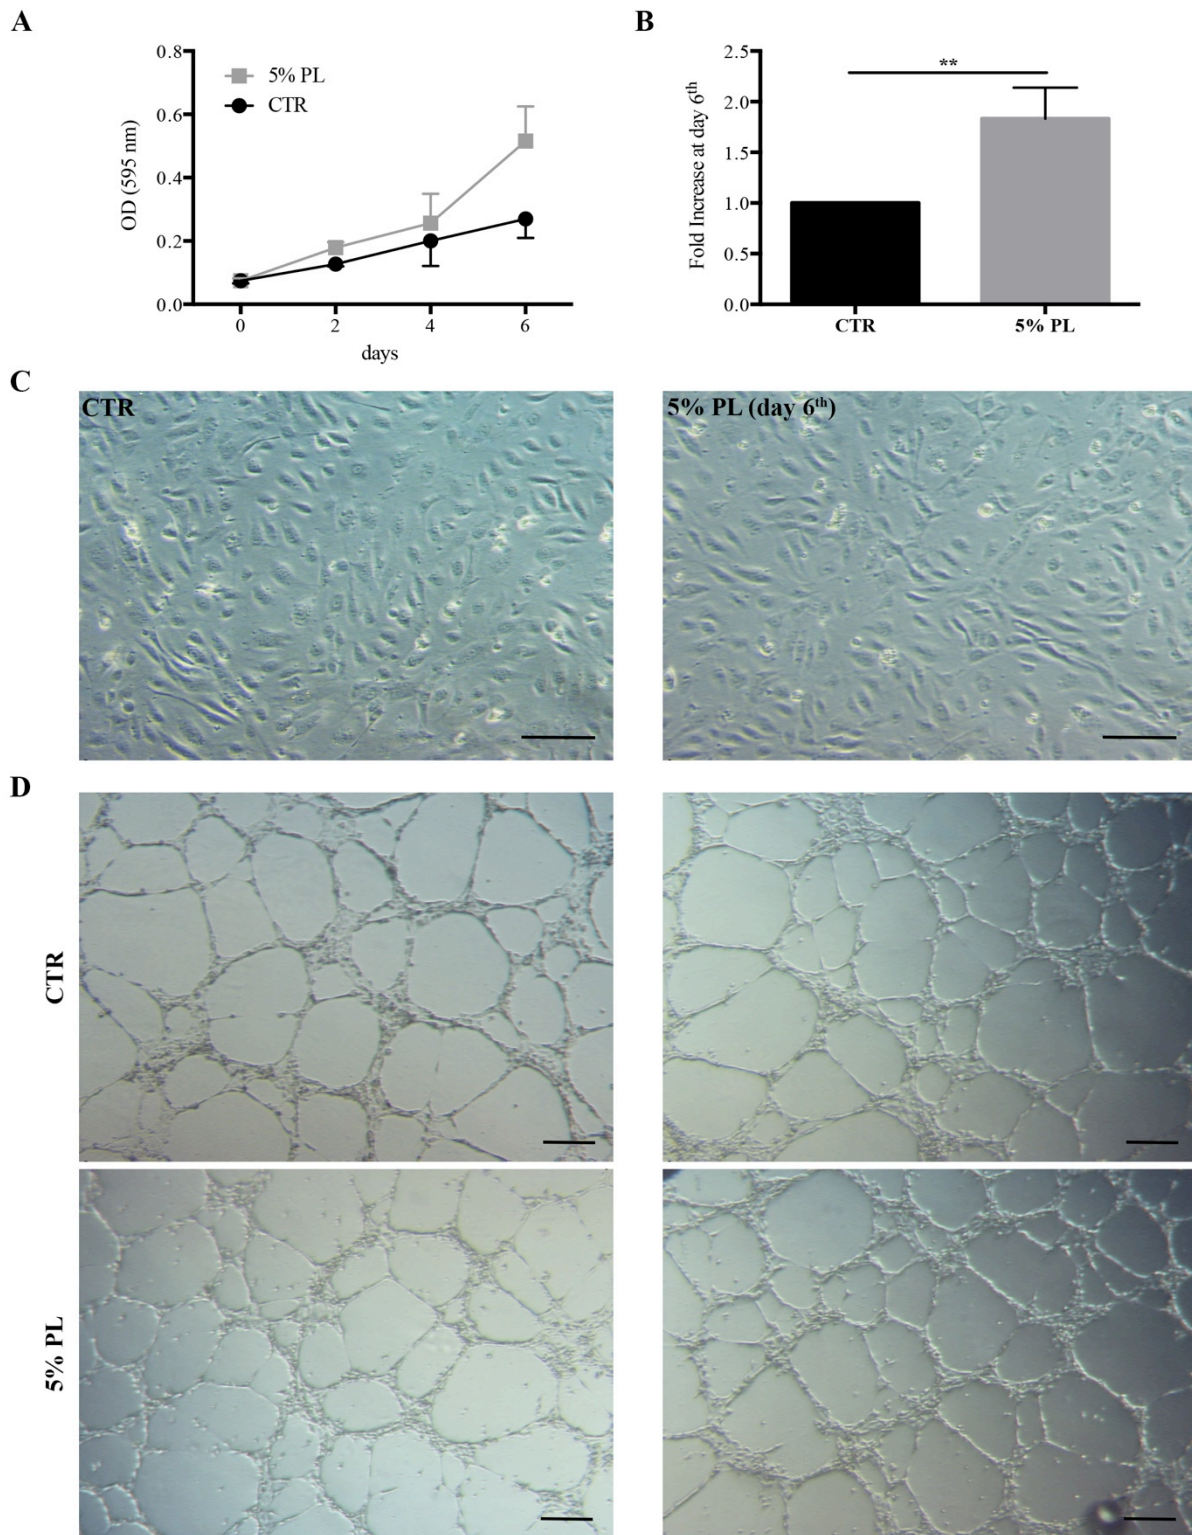 A
0.8
0.6
0.4
0.2
0.0
OD (595 nm)
5% PL
CTR
0 2 4 6
days
B
2.5
2.0
1.5
1.0
0.5
0.0
Fold Increase at day 6th
**
CTR 5% PL
C
CTR
5% PL (day 6th)
D
CTR
5% PL